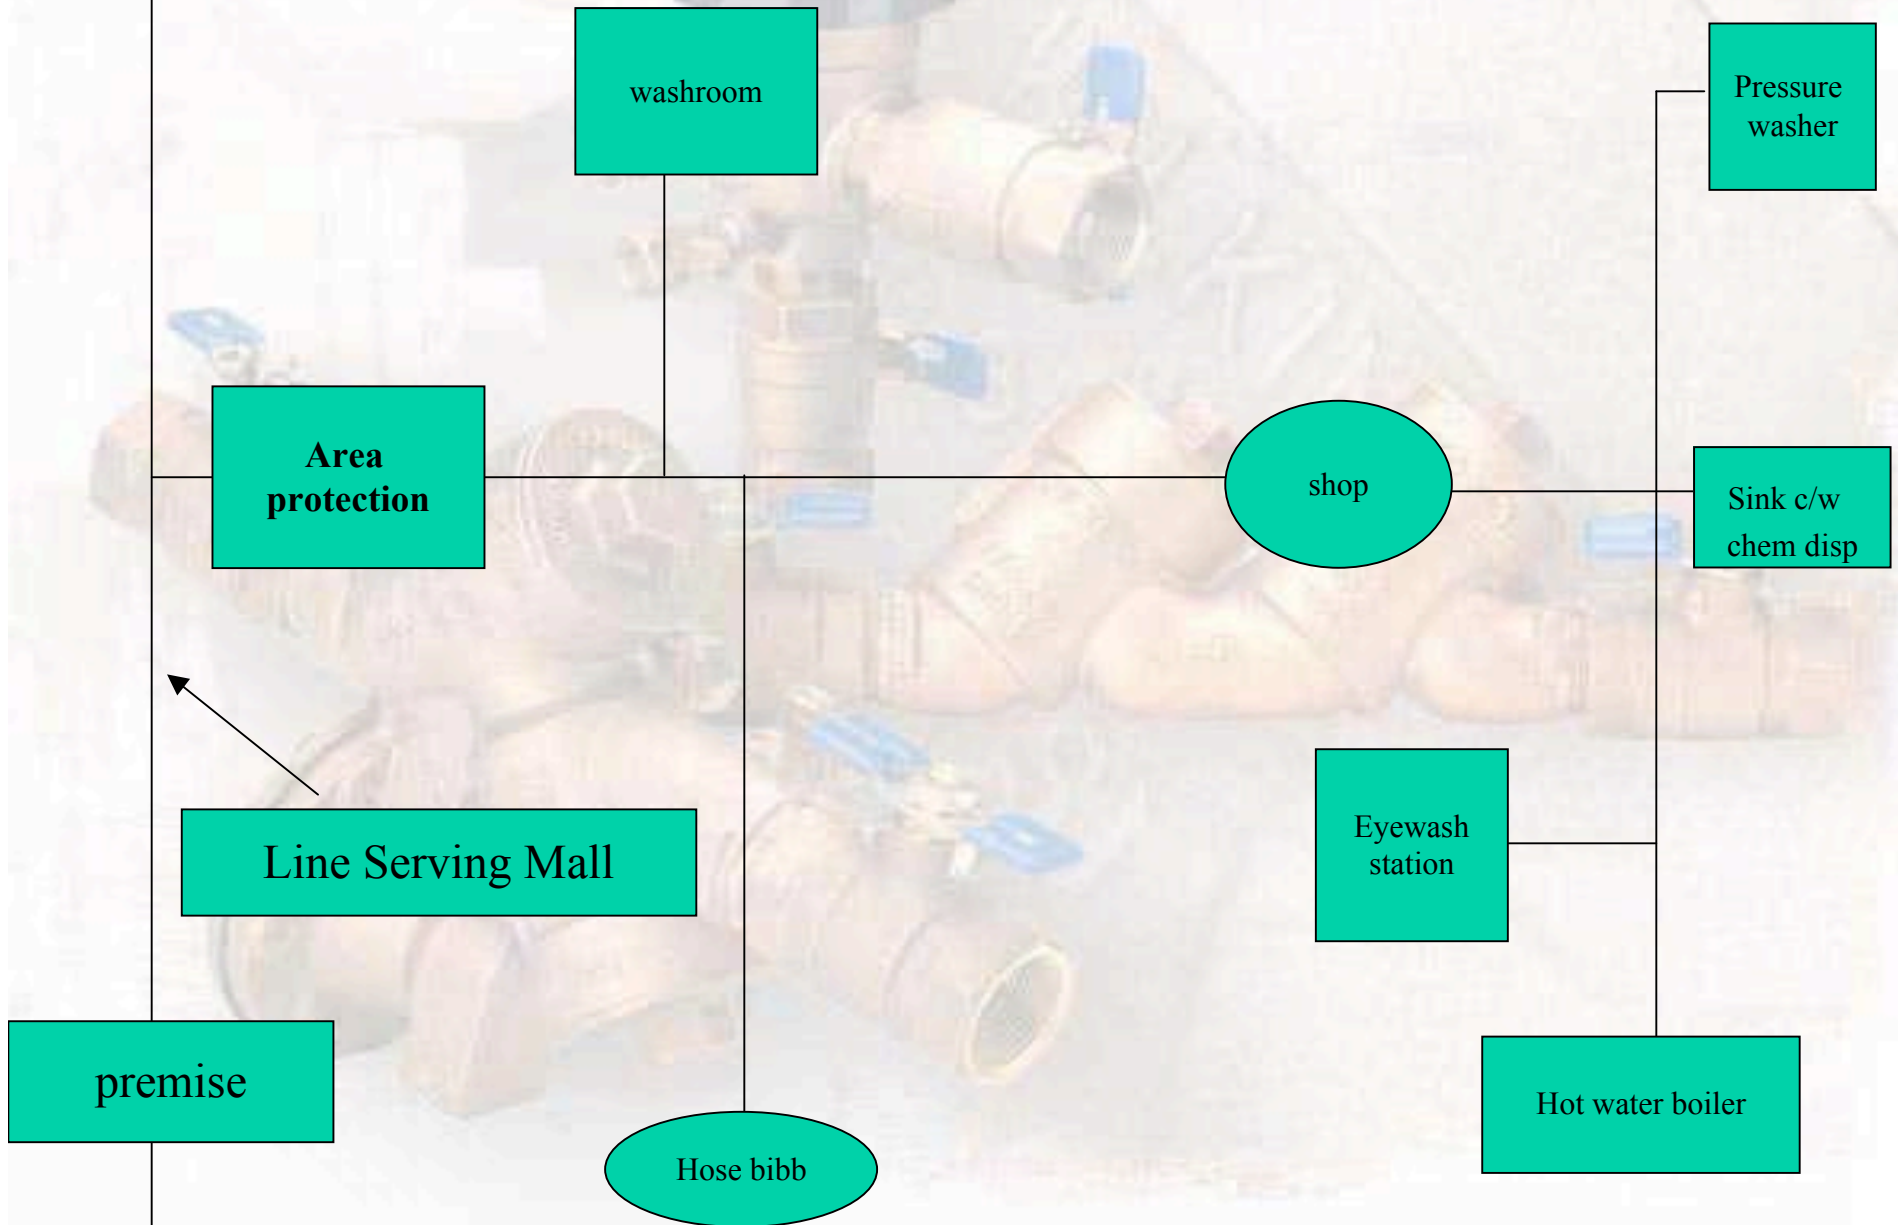 washroom
Pressure
washer
Area
protection
shop
Sink c/w
chem disp
Line Serving Mall
Eyewash
station
premise
Hot water boiler
Hose bibb